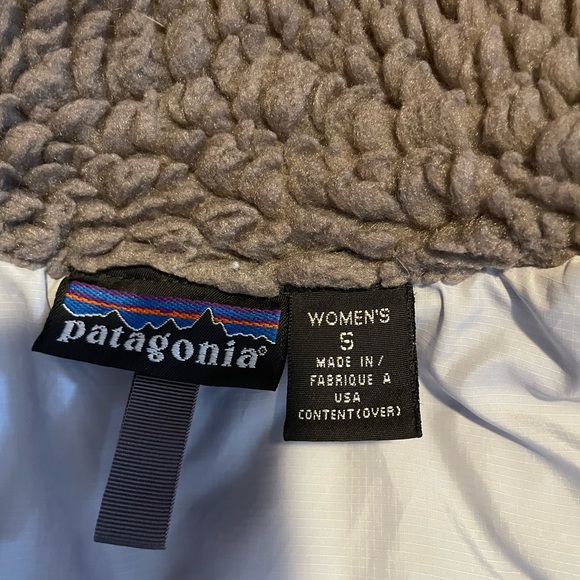 patagonia®
WOMEN'S
S
MADE IN/
FABRIQUE A
USA
CONTENT(OVER)